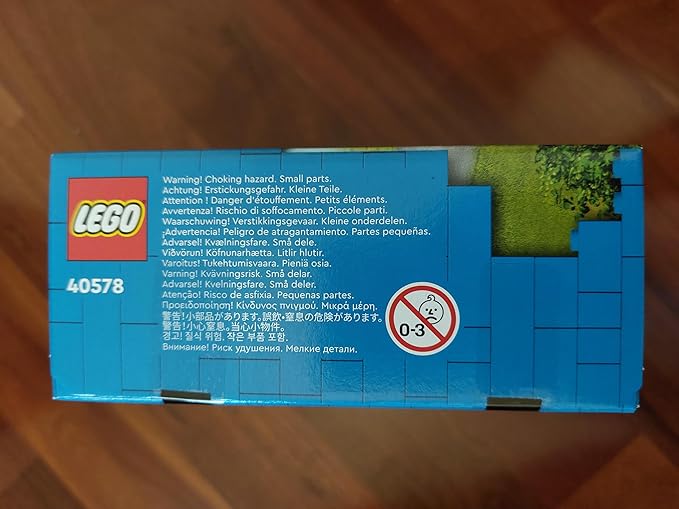 LEGO
40578
Warning! Choking hazard. Small parts.
Achtung! Erstickungsgefahr. Kleine Teile.
Attention ! Danger d'étouffement. Petits éléments.
Avvertenza! Rischio di soffocamento. Piccole parti.
Waarschuwing! Verstikkingsgevaar. Kleine onderdelen.
¡Advertencia! Peligro de atragantamiento. Partes pequeñas.
Advarsel! Kvælningsfare. Små dele.
Viðvörun! Köfnunarhætta. Litlir hlutir.
Varoitus! Tukehtumisvaara. Pieniä osia.
Varning! Kvävningsrisk. Små delar.
Advarsel! Kvelningsfare. Små deler.
Atenção! Risco de asfixia. Pequenas partes.
Προειδοποίηση! Κίνδυνος πνιγμού. Μικρά μέρη.
警告!小部品があります。誤飲・窒息の危険があります。
警告!小心窒息。当心小物件。
경고! 질식 위험. 작은 부품 포함.
Внимание! Риск удушения. Мелкие детали.
0-3